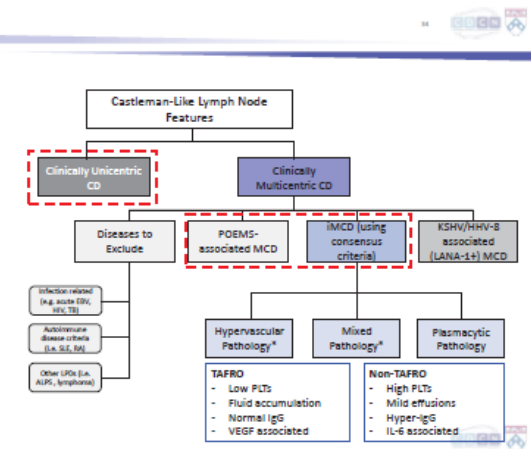 CDCN
Castleman-Like Lymph Node
Features
Clinically Unicentric
CD
Clinically
Multicentric CD
Diseases to
Exclude
POEMS-
associated MCD
iMCD (using
consensus
criteria)
KSHV/HHV-8
associated
(LANA-1+) MCD
Infection related
(e.g. acute EBV,
HIV, TB)
Autoimmune
disease criteria
(i.e. SLE, RA)
Other LPDs (i.e.
ALPS, lymphoma)
Hypervascular
Pathology*
Mixed
Pathology*
Plasmacytic
Pathology
TAFRO
- Low PLTs
- Fluid accumulation
- Normal IgG
- VEGF associated
Non-TAFRO
- High PLTs
- Mild effusions
- Hyper-IgG
- IL-6 associated
CDCN